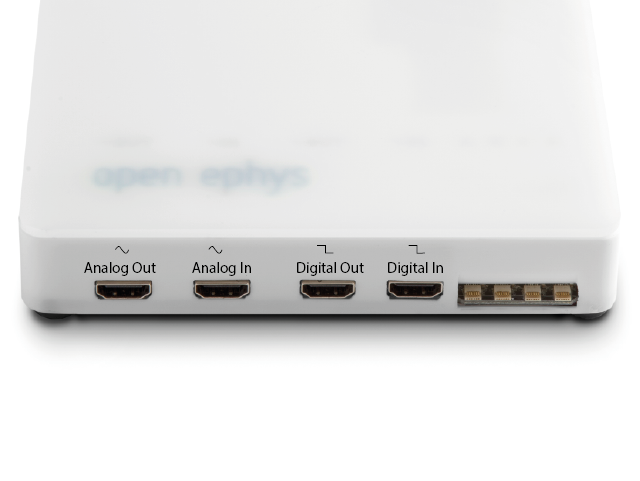 open ephys
Analog Out
Analog In
Digital Out
Digital In